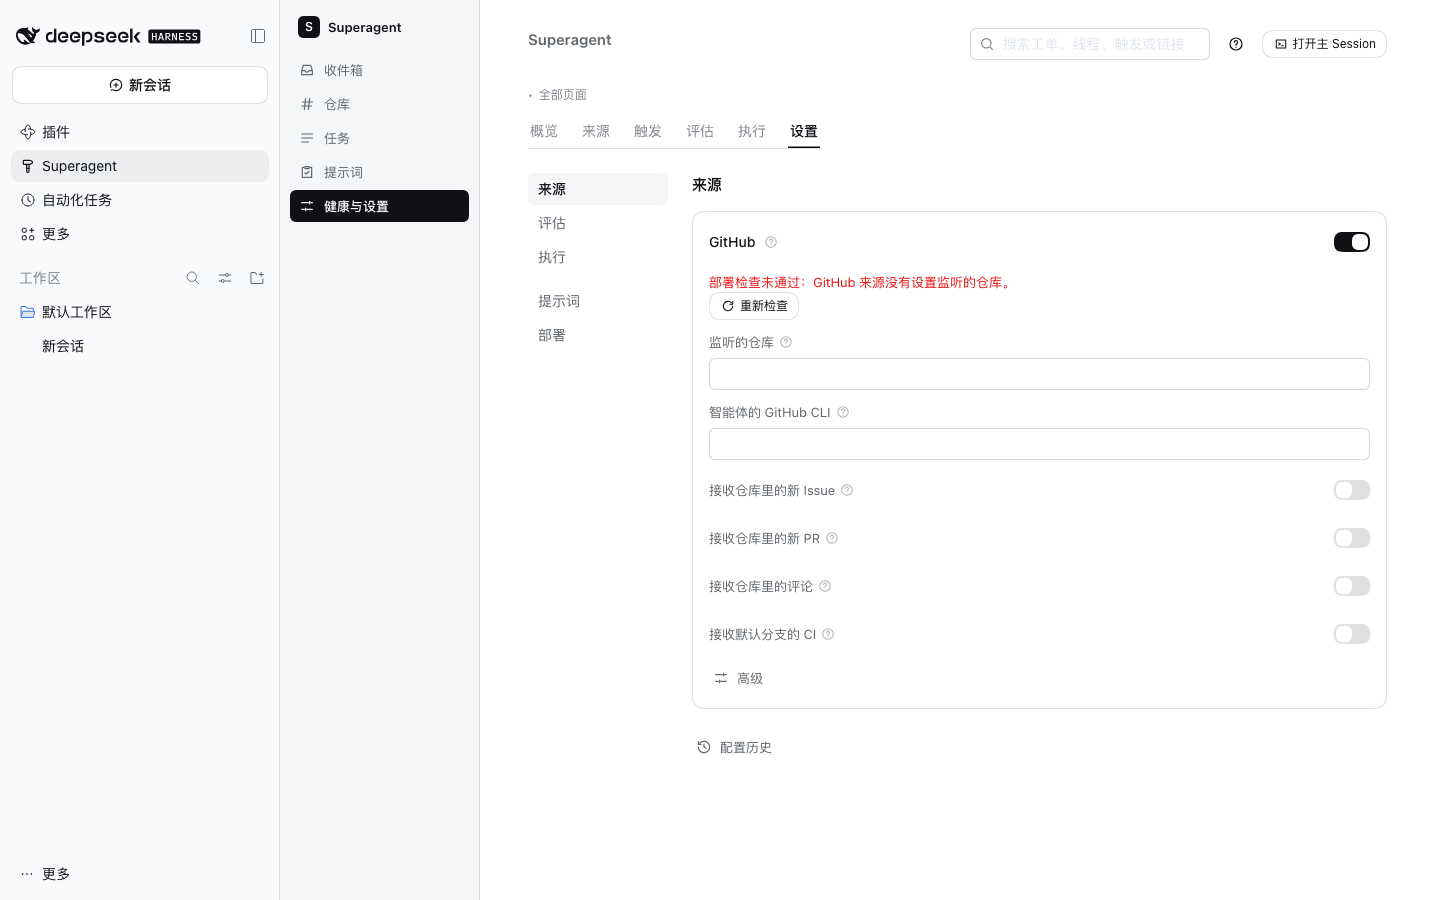 deepseek HARNESS
新会话
插件
Superagent
自动化任务
更多
工作区
默认工作区
新会话
更多
S Superagent
收件箱
仓库
任务
提示词
健康与设置
Superagent
搜索工单、线程、触发或链接
打开主 Session
全部页面
概览 来源 触发 评估 执行 设置
来源
评估
执行
提示词
部署
来源
GitHub
部署检查未通过：GitHub 来源没有设置监听的仓库。
重新检查
监听的仓库
智能体的 GitHub CLI
接收仓库里的新 Issue
接收仓库里的新 PR
接收仓库里的评论
接收默认分支的 CI
高级
配置历史